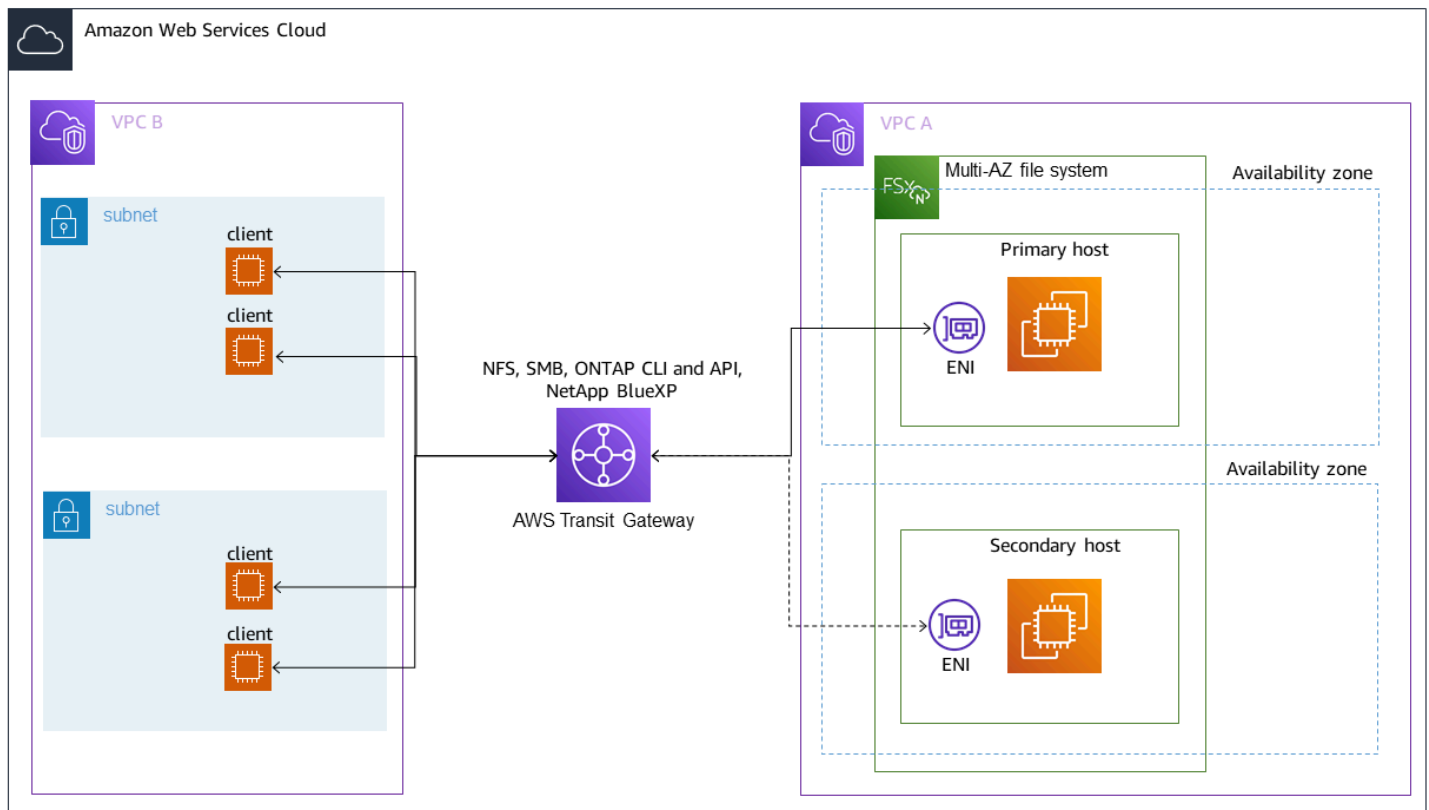 Amazon Web Services Cloud
VPC B
subnet
client
client
subnet
client
client
NFS, SMB, ONTAP CLI and API,
NetApp BlueXP
AWS Transit Gateway
VPC A
FSx
N
Multi-AZ file system
Availability zone
Primary host
ENI
Availability zone
Secondary host
ENI